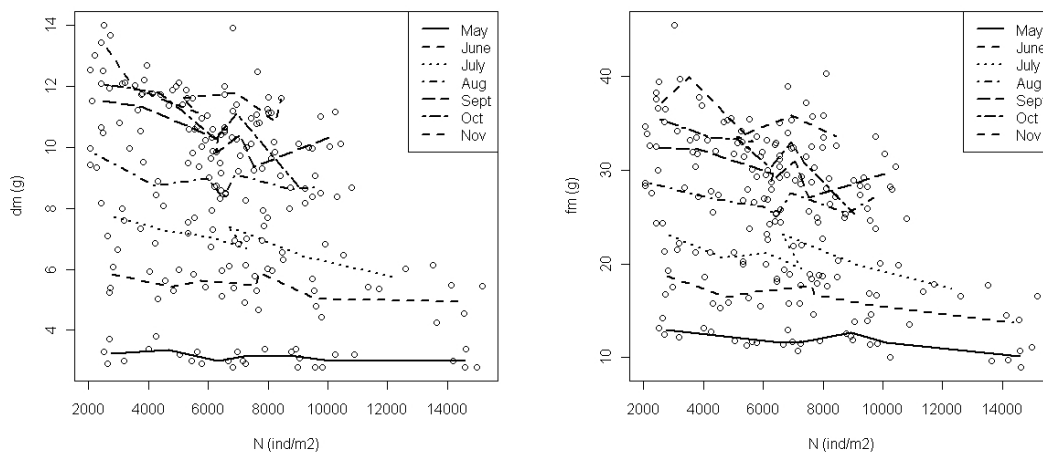 14
12
10
8
6
4
dm (g)
2000 4000 6000 8000 10000 12000 14000
N (ind/m2)
May
June
July
Aug
Sept
Oct
Nov
40
30
20
10
fm (g)
2000 4000 6000 8000 10000 12000 14000
N (ind/m2)
May
June
July
Aug
Sept
Oct
Nov